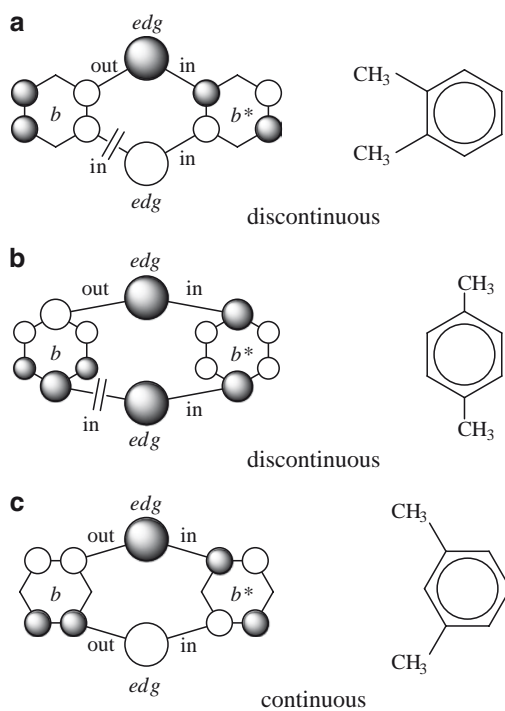 a
edg
out in
CH₃
b
b*
in
in
CH₃
edg
discontinuous
b
edg
out in
CH₃
b
b*
in
in
CH₃
edg
discontinuous
c
edg
CH₃
out in
b
b*
out in
CH₃
edg
continuous